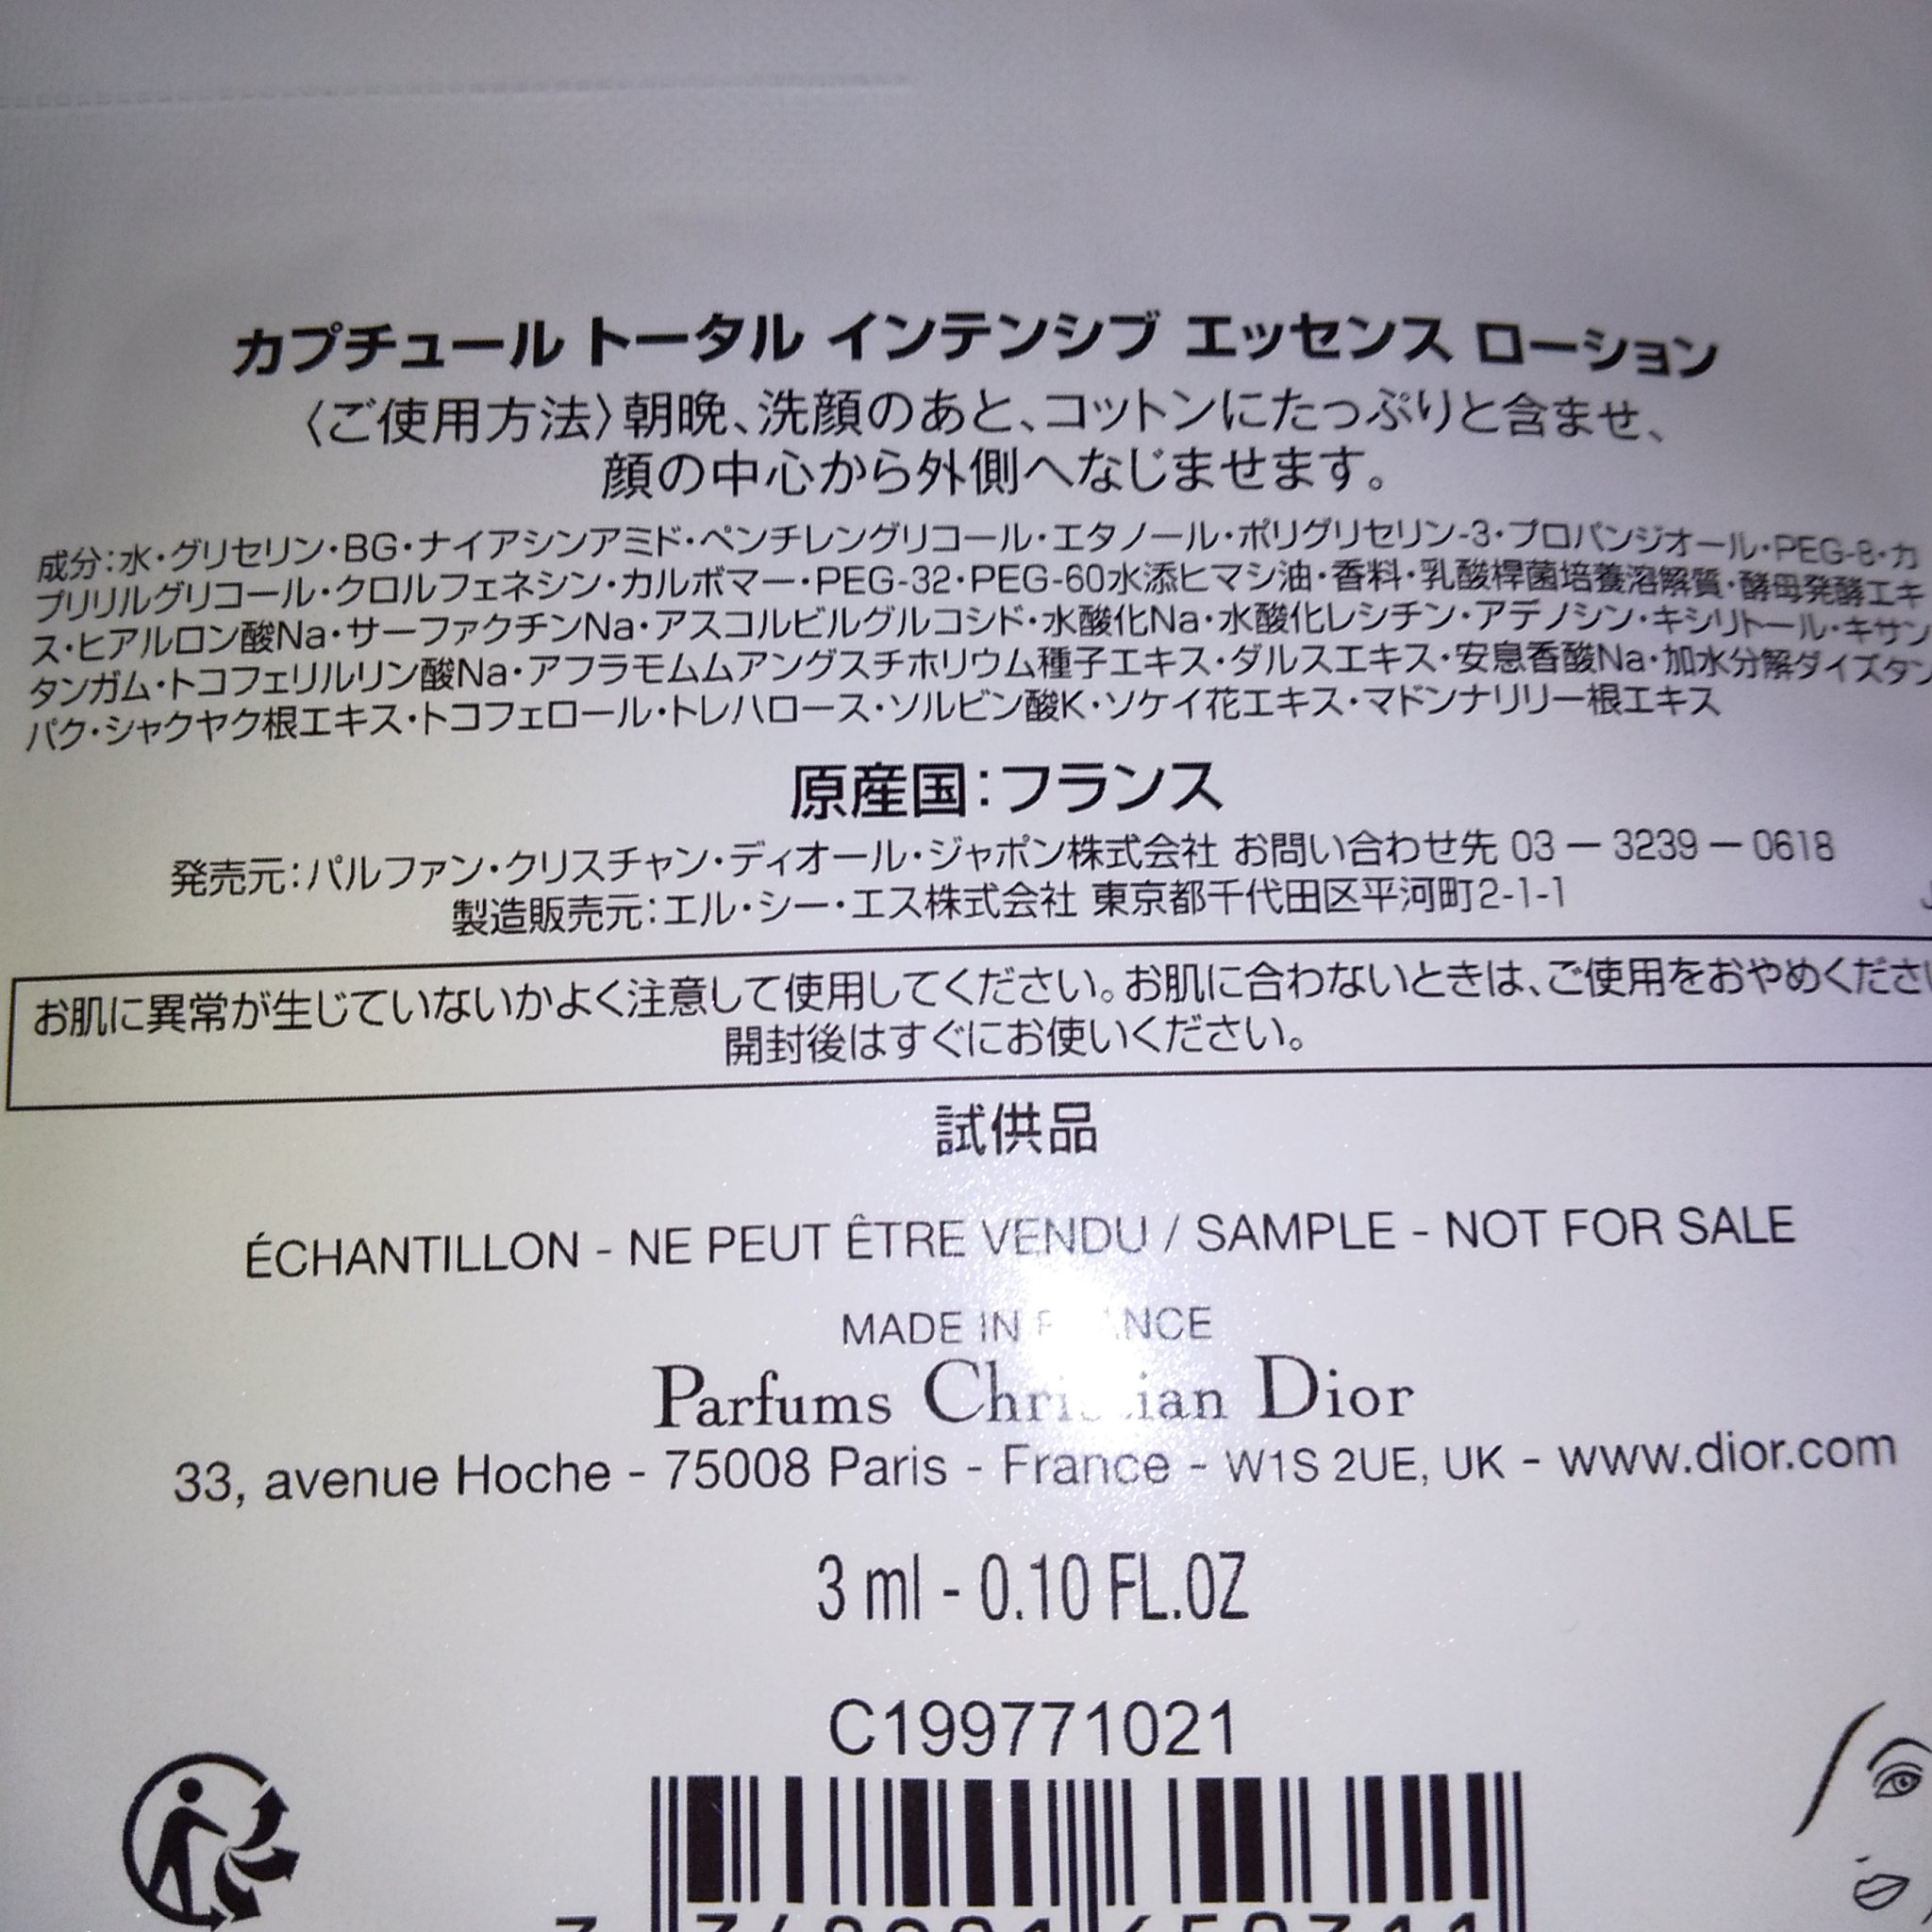 カプチュール トータル インテンシブ エッセンス ローション
〈ご使用方法〉朝晩、洗顔のあと、コットンにたっぷりと含ませ、
顔の中心から外側へなじませます。
成分：水・グリセリン・BG・ナイアシンアミド・ペンチレングリコール・エタノール・ポリグリセリン-3・プロパンジオール・PEG-8・カ
プリリルグリコール・クロルフェネシン・カルボマー・PEG-32・PEG-60水添ヒマシ油・香料・乳酸桿菌培養溶解質・酵母発酵エキ
ス・ヒアルロン酸Na・サーファクチンNa・アスコルビルグルコシド・水酸化Na・水酸化レシチン・アデノシン・キシリトール・キサン
タンガム・トコフェリルリン酸Na・アフラモムムアングスチホリウム種子エキス・ダルスエキス・安息香酸Na・加水分解ダイズタン
パク・シャクヤク根エキス・トコフェロール・トレハロース・ソルビン酸K・ソケイ花エキス・マドンナリリー根エキス
原産国：フランス
発売元：パルファン・クリスチャン・ディオール・ジャポン株式会社 お問い合わせ先 03 － 3239 － 0618
製造販売元：エル・シー・エス株式会社 東京都千代田区平河町2-1-1
お肌に異常が生じていないかよく注意して使用してください。お肌に合わないときは、ご使用をおやめくださ
開封後はすぐにお使いください。
試供品
ÉCHANTILLON - NE PEUT ÊTRE VENDU / SAMPLE - NOT FOR SALE
MADE IN FRANCE
Parfums Christian Dior
33, avenue Hoche - 75008 Paris - France - W1S 2UE, UK - www.dior.com
3 ml - 0.10 FL.OZ
C199771021